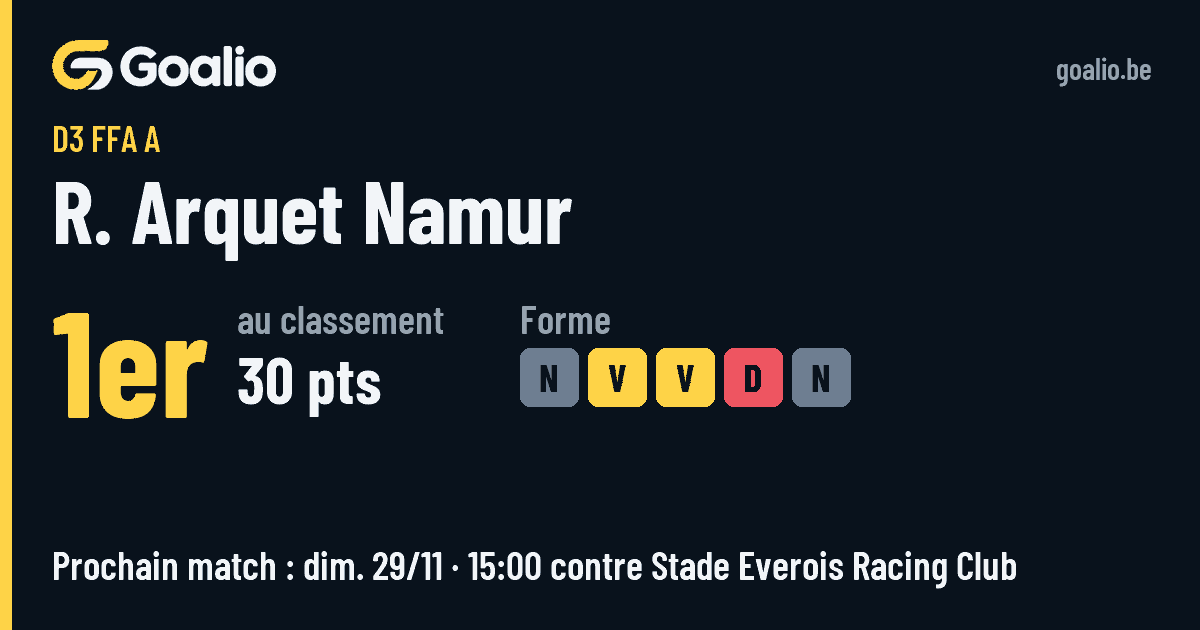 Goalio
goalio.be
D3 FFA A
R. Arquet Namur
1er
au classement
30 pts
Forme
N V V D N
Prochain match : dim. 29/11 · 15:00 contre Stade Everois Racing Club